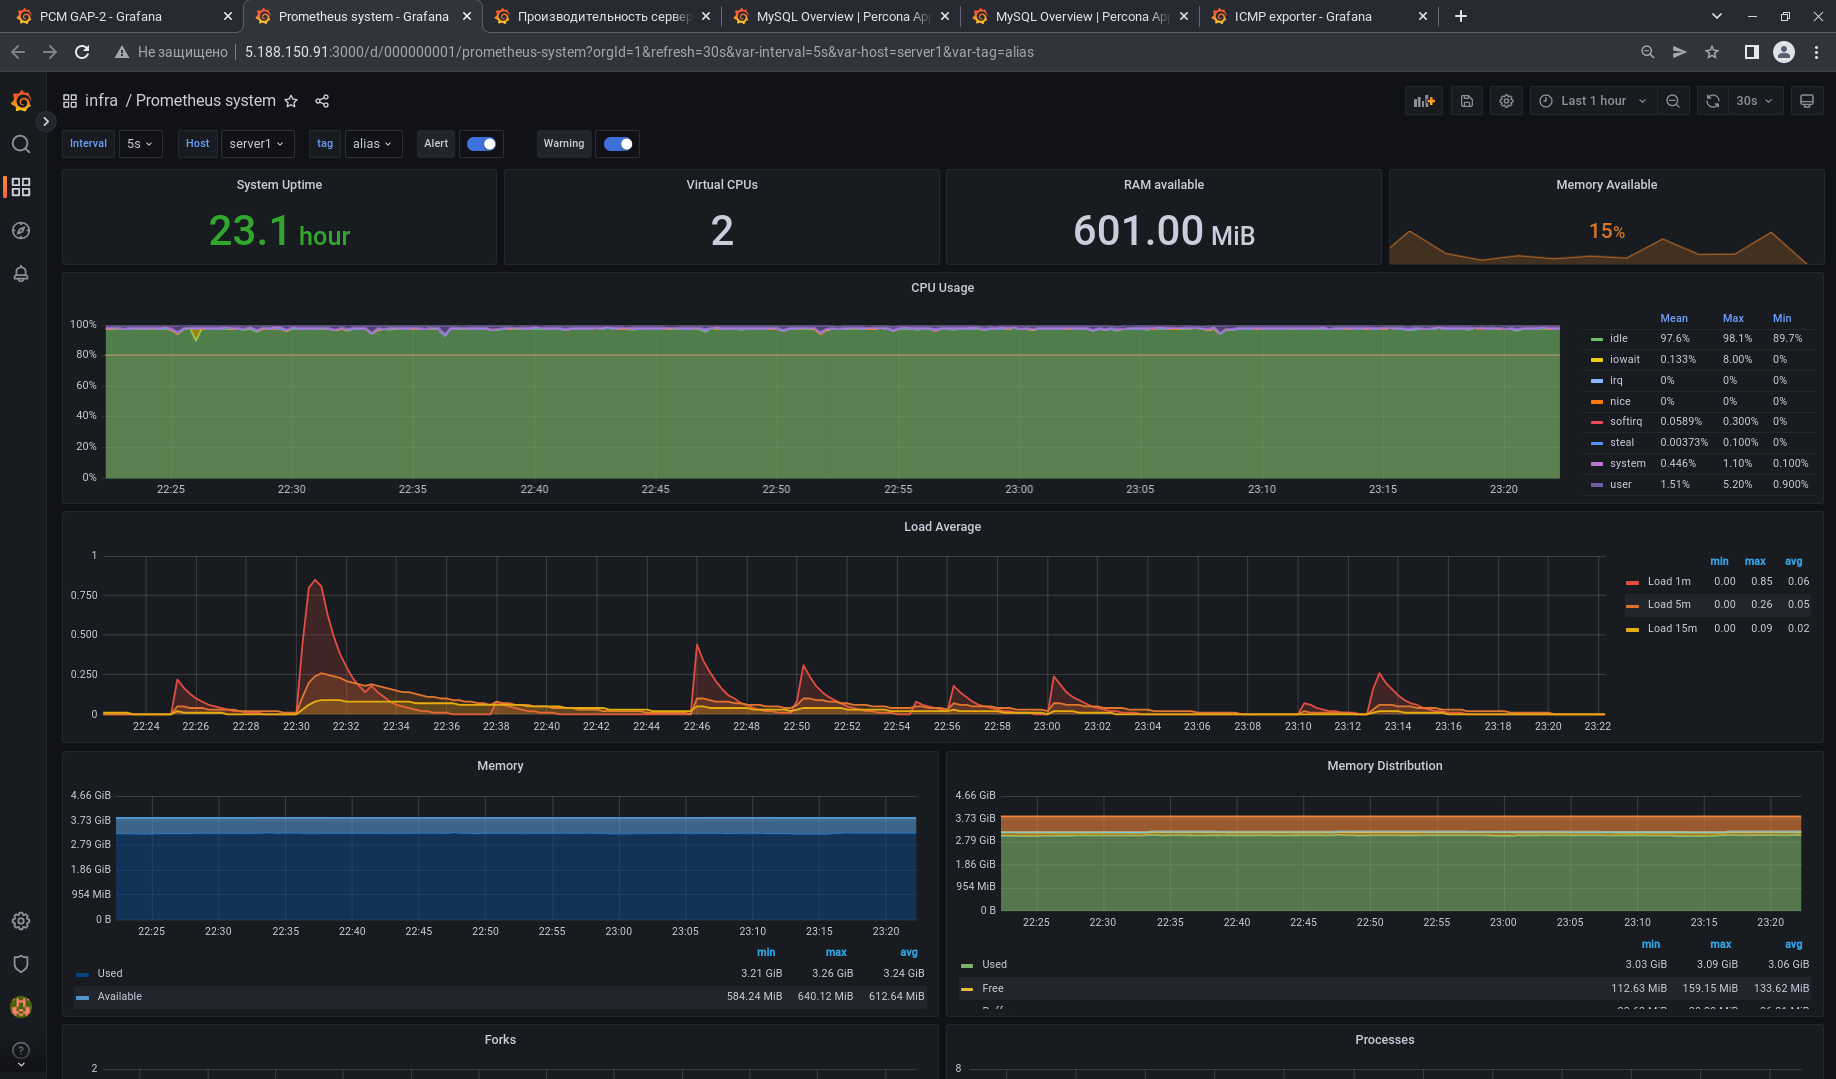 PCM GAP-2 - Grafana
Prometheus system - Grafana
Производительность сервер
MySQL Overview | Percona App
MySQL Overview | Percona App
ICMP exporter - Grafana
Не защищено | 5.188.150.91:3000/d/000000001/prometheus-system?orgId=1&refresh=30s&var-interval=5s&var-host=server1&var-tag=alias
infra / Prometheus system
Last 1 hour
30s
Interval 5s Host server1 tag alias Alert Warning
System Uptime
23.1 hour
Virtual CPUs
2
RAM available
601.00 MiB
Memory Available
15%
CPU Usage
100%
80%
60%
40%
20%
0%
22:25 22:30 22:35 22:40 22:45 22:50 22:55 23:00 23:05 23:10 23:15 23:20
Mean Max Min
idle 97.6% 98.1% 89.7%
iowait 0.133% 8.00% 0%
irq 0% 0% 0%
nice 0% 0% 0%
softirq 0.0589% 0.300% 0%
steal 0.00373% 0.100% 0%
system 0.446% 1.10% 0.100%
user 1.51% 5.20% 0.900%
Load Average
1
0.750
0.500
0.250
0
22:24 22:26 22:28 22:30 22:32 22:34 22:36 22:38 22:40 22:42 22:44 22:46 22:48 22:50 22:52 22:54 22:56 22:58 23:00 23:02 23:04 23:06 23:08 23:10 23:12 23:14 23:16 23:18 23:20 23:22
min max avg
Load 1m 0.00 0.85 0.06
Load 5m 0.00 0.26 0.05
Load 15m 0.00 0.09 0.02
Memory
4.66 GiB
3.73 GiB
2.79 GiB
1.86 GiB
954 MiB
0 B
22:25 22:30 22:35 22:40 22:45 22:50 22:55 23:00 23:05 23:10 23:15 23:20
min max avg
Used 3.21 GiB 3.26 GiB 3.24 GiB
Available 584.24 MiB 640.12 MiB 612.64 MiB
Memory Distribution
4.66 GiB
3.73 GiB
2.79 GiB
1.86 GiB
954 MiB
0 B
22:25 22:30 22:35 22:40 22:45 22:50 22:55 23:00 23:05 23:10 23:15 23:20
min max avg
Used 3.03 GiB 3.09 GiB 3.06 GiB
Free 112.63 MiB 159.15 MiB 133.62 MiB
Forks
2
Processes
8